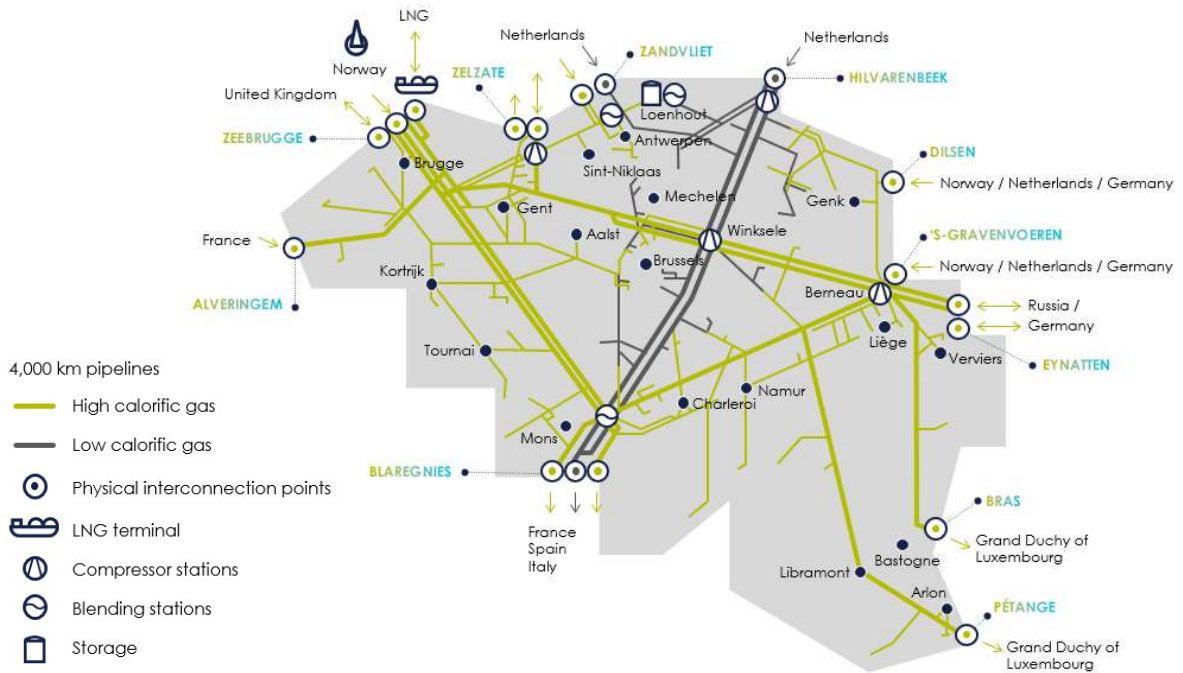 LNG
Netherlands
Netherlands
ZANDVLIET
Norway
ZELZATE
HILVARENBEEK
United Kingdom
Loenhout
ZEEBRUGGE
Antwerpen
DILSEN
Brugge
Sint-Niklaas
Norway / Netherlands / Germany
Mechelen
Genk
Gent
Winksele
'S-GRAVENVOEREN
France
Aalst
Norway / Netherlands / Germany
Kortrijk
Brussels
Berneau
ALVERINGEM
Russia /
Germany
Liège
Tournai
Verviers
EYNATTEN
4,000 km pipelines
Namur
High calorific gas
Charleroi
Mons
Low calorific gas
BLAREGNIES
Physical interconnection points
BRAS
LNG terminal
France
Spain
Italy
Grand Duchy of
Luxembourg
Bastogne
Compressor stations
Libramont
Arlon
Blending stations
PÉTANGE
Storage
Grand Duchy of
Luxembourg